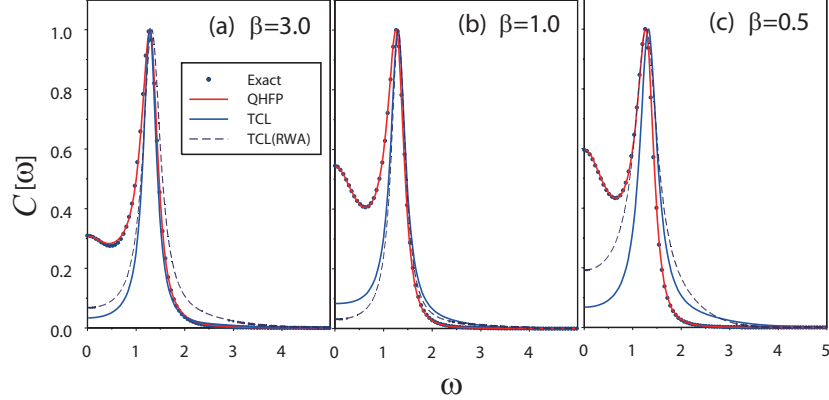 (a) β=3.0
(b) β=1.0
(c) β=0.5
Exact
QHFP
TCL
TCL(RWA)
C [ω]
1.0
0.8
0.6
0.4
0.2
0.0
0 1 2 3 4
0 1 2 3 4
0 1 2 3 4 5
ω